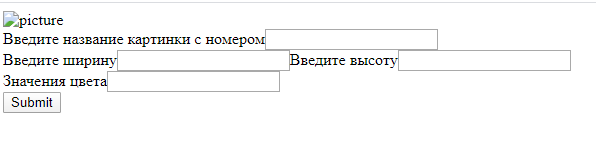 picture
Введите название картинки с номером
Введите ширину Введите высоту
Значения цвета
Submit